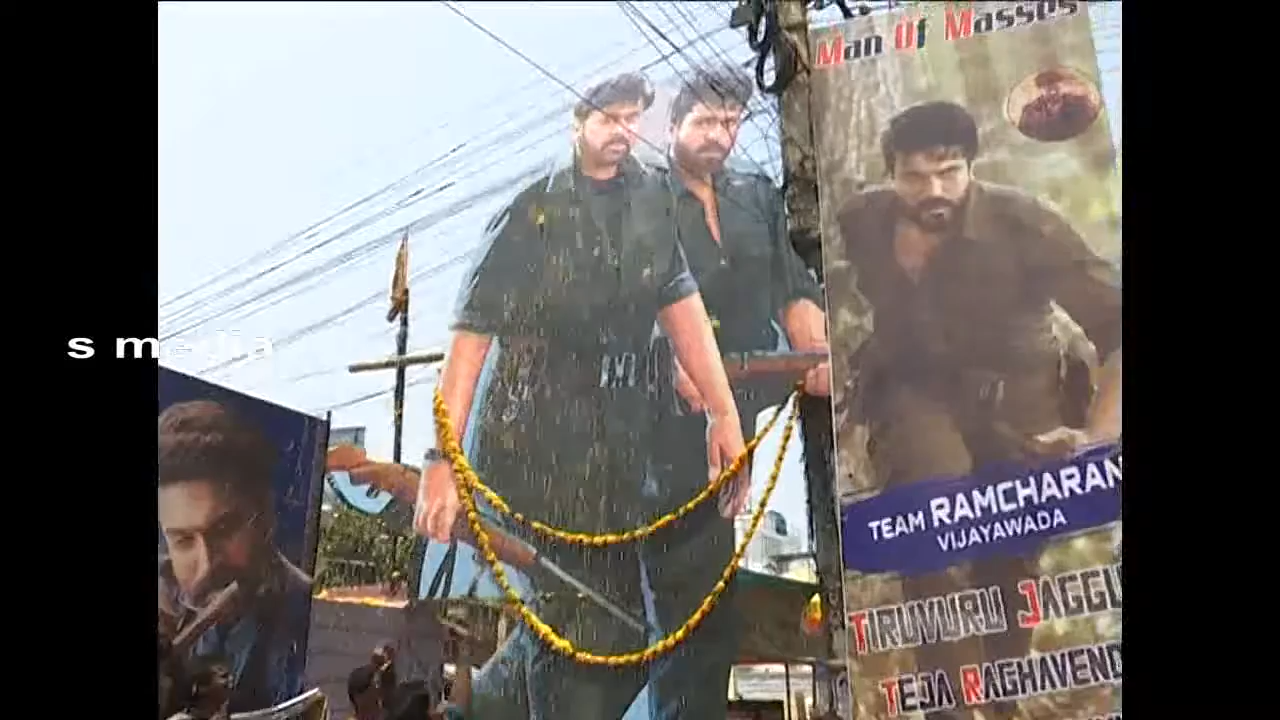 Man Of Masses
s media
TEAM RAMCHARAN
VIJAYAWADA
TIRUVURU JAGGU
TEJA RAGHAVEND